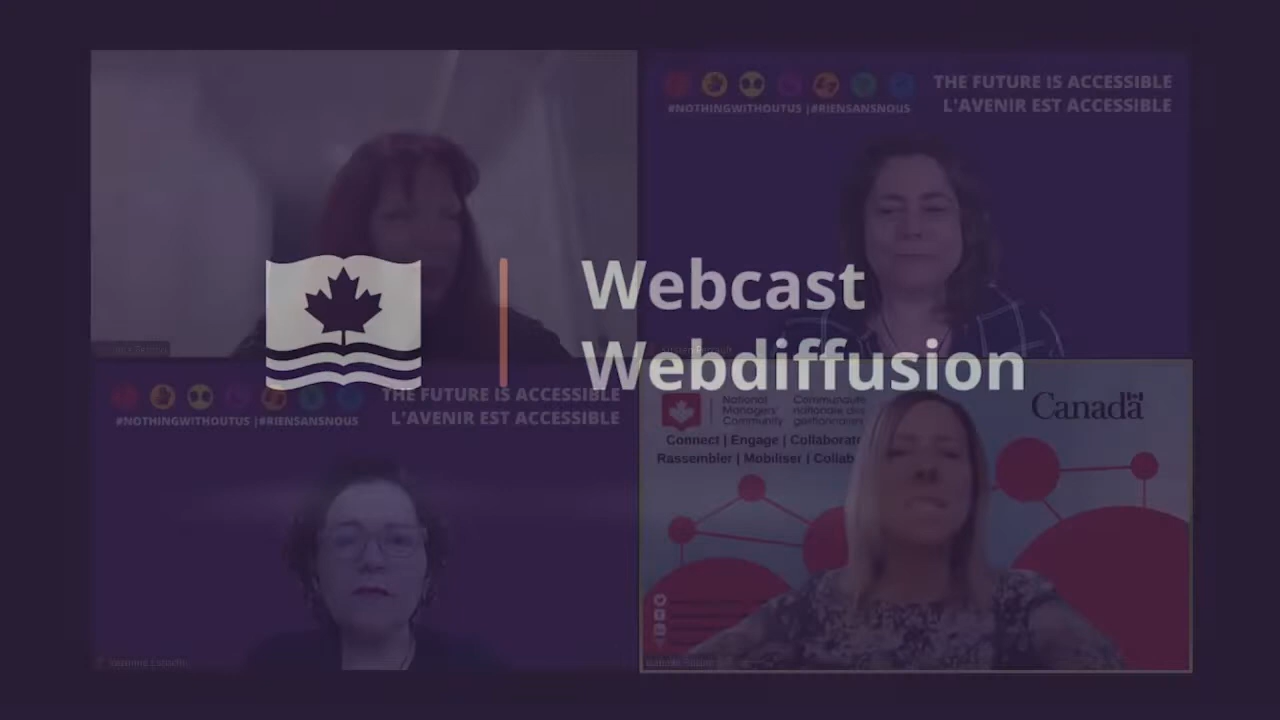 THE FUTURE IS ACCESSIBLE
L'AVENIR EST ACCESSIBLE
#NOTHINGWITHOUTUS |#RIENSANSNOUS
Webcast
Webdiffusion
THE FUTURE IS ACCESSIBLE
L'AVENIR EST ACCESSIBLE
#NOTHINGWITHOUTUS |#RIENSANSNOUS
National
Managers'
Community
Communauté
nationale des
gestionnaires
Canada
Connect | Engage | Collaborate
Rassembler | Mobiliser | Collab